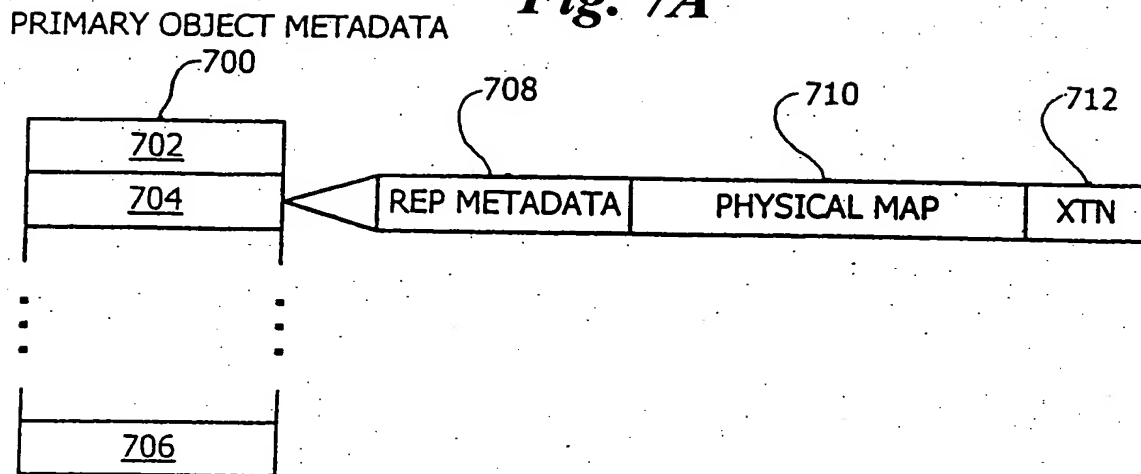 Fig. 7A
PRIMARY OBJECT METADATA
700
708
710
712
702
704
REP METADATA
PHYSICAL MAP
XTN
706